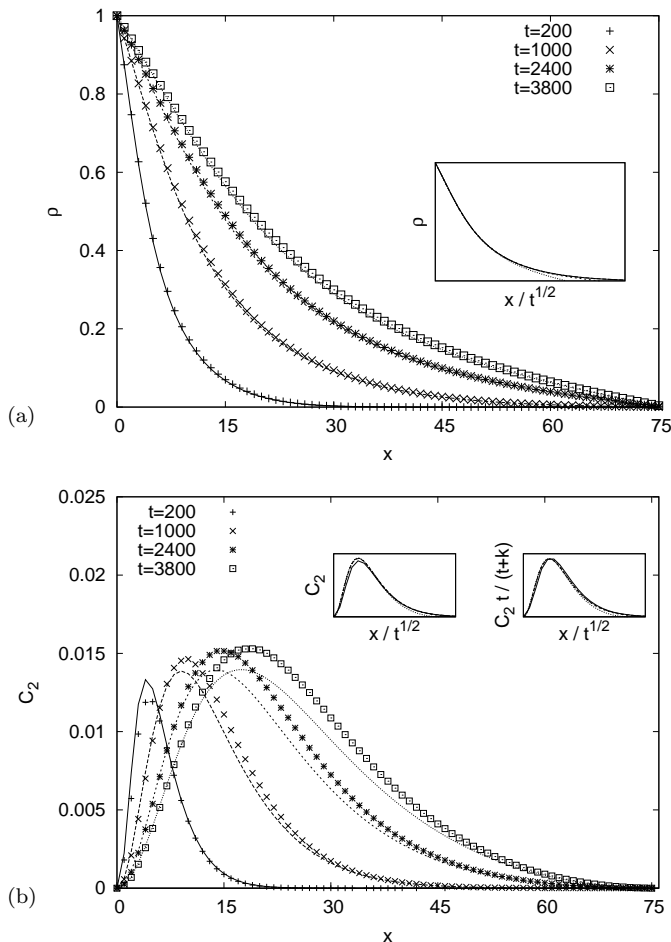 1
0.8
0.6
0.4
0.2
0
ρ
t=200
t=1000
t=2400
t=3800
ρ
x / t^{1/2}
0 15 30 45 60 75
x
(a)
0.025
0.02
0.015
0.01
0.005
0
C_2
t=200
t=1000
t=2400
t=3800
C_2
x / t^{1/2}
C_2 t / (t+k)
x / t^{1/2}
0 15 30 45 60 75
x
(b)